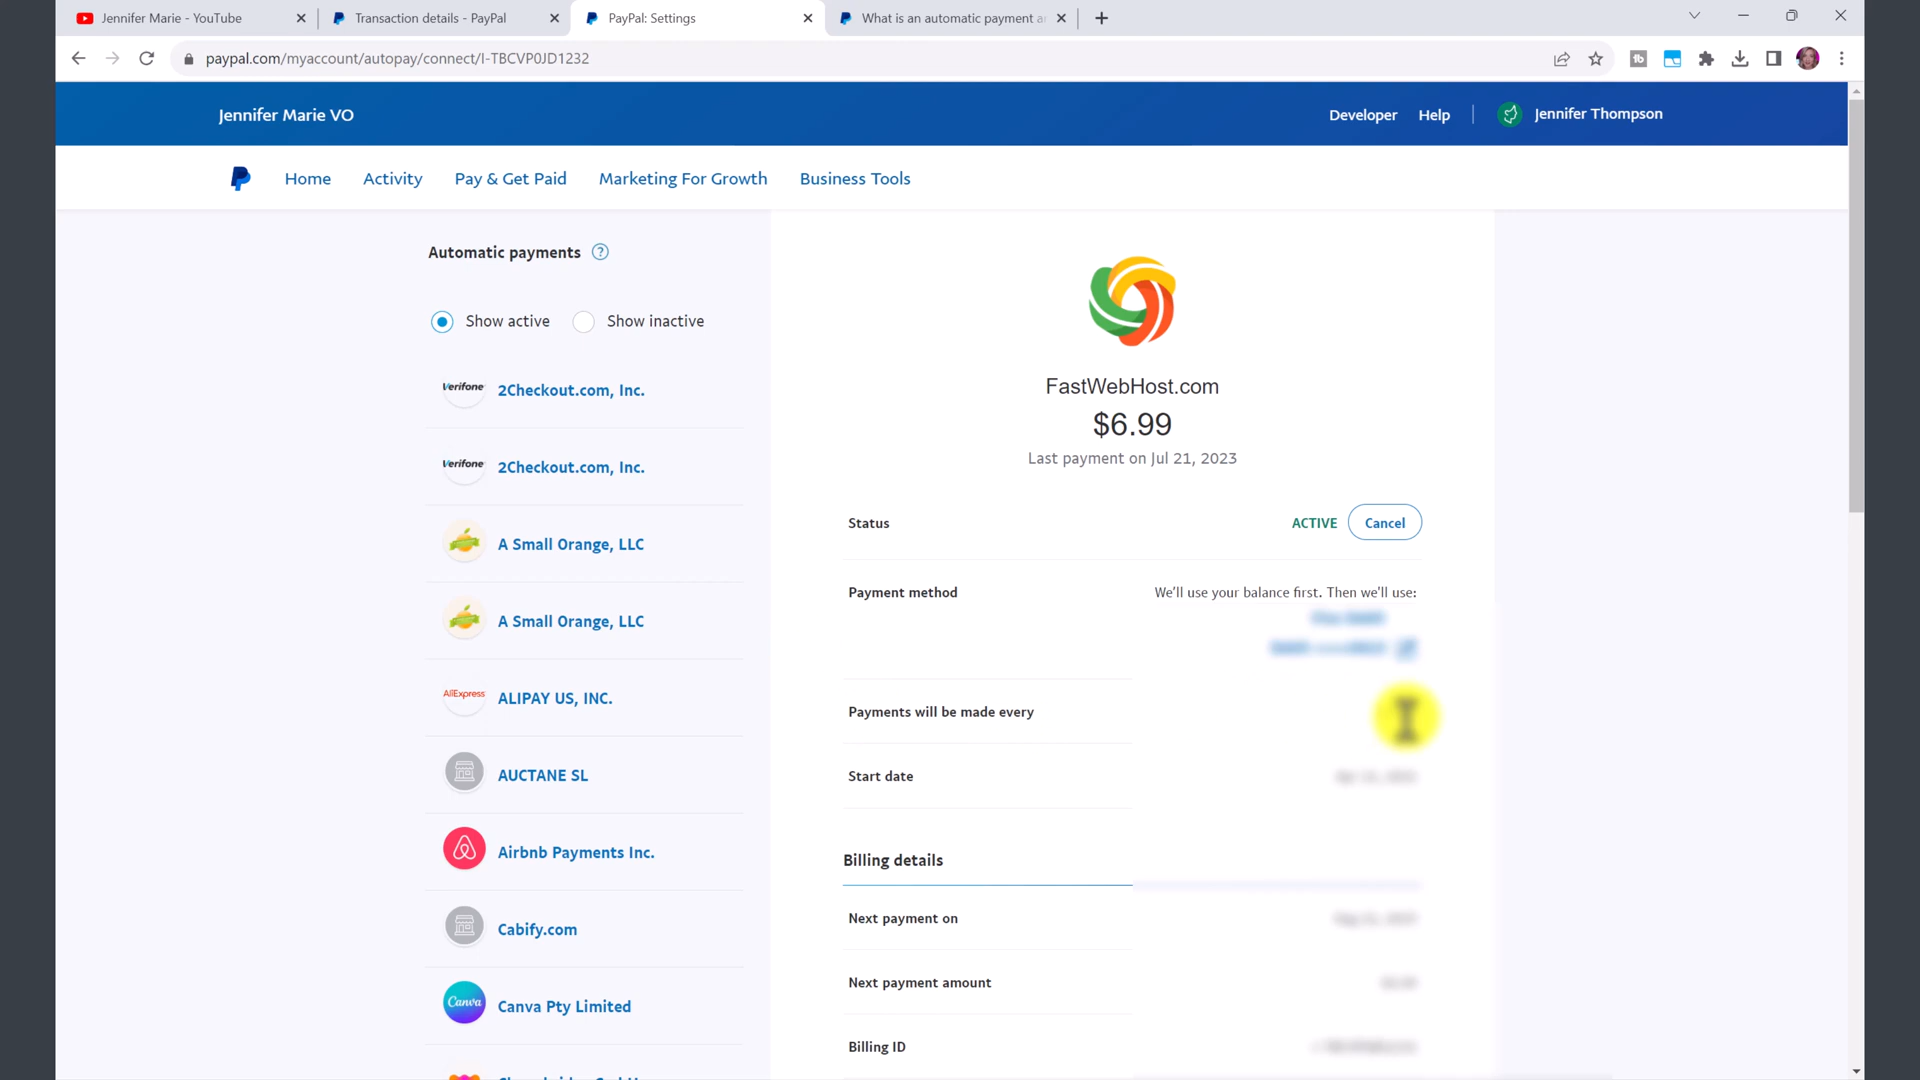 Jennifer Marie - YouTube
Transaction details - PayPal
PayPal: Settings
What is an automatic payment a
paypal.com/myaccount/autopay/connect/I-TBCVP0JD1232
Jennifer Marie VO
Developer
Help
Jennifer Thompson
Home
Activity
Pay & Get Paid
Marketing For Growth
Business Tools
Automatic payments
Show active
Show inactive
Verifone
2Checkout.com, Inc.
Verifone
2Checkout.com, Inc.
A Small Orange, LLC
A Small Orange, LLC
AliExpress
ALIPAY US, INC.
AUCTANE SL
Airbnb Payments Inc.
Cabify.com
Canva
Canva Pty Limited
FastWebHost.com
$6.99
Last payment on Jul 21, 2023
Status
ACTIVE
Cancel
Payment method
We'll use your balance first. Then we'll use:
Payments will be made every
Start date
Billing details
Next payment on
Next payment amount
Billing ID